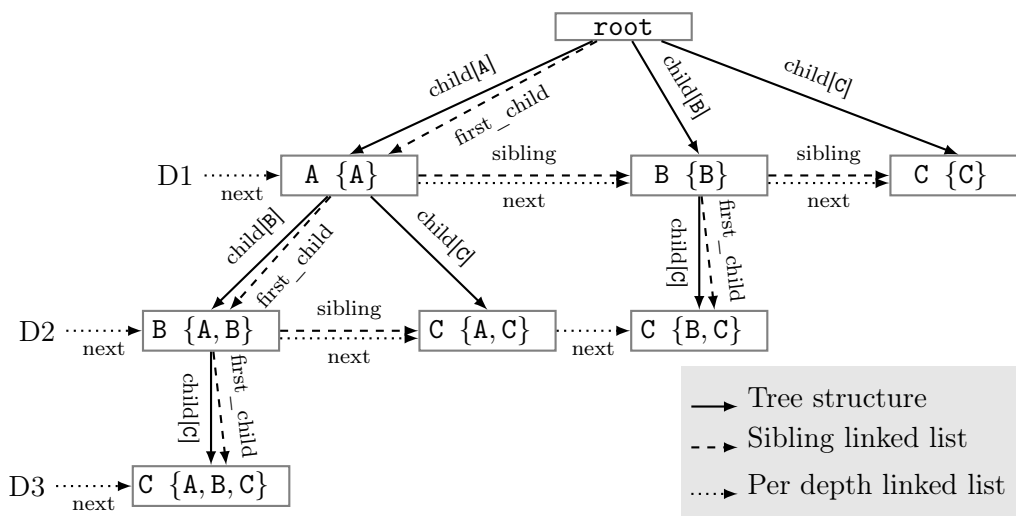 root
child[A]
first_child
child[B]
child[C]
D1
next
A {A}
sibling
next
B {B}
sibling
next
C {C}
child[B]
first_child
child[C]
child[C]
first_child
D2
next
B {A,B}
sibling
next
C {A,C}
next
C {B,C}
child[C]
first_child
D3
next
C {A,B,C}
Tree structure
Sibling linked list
Per depth linked list